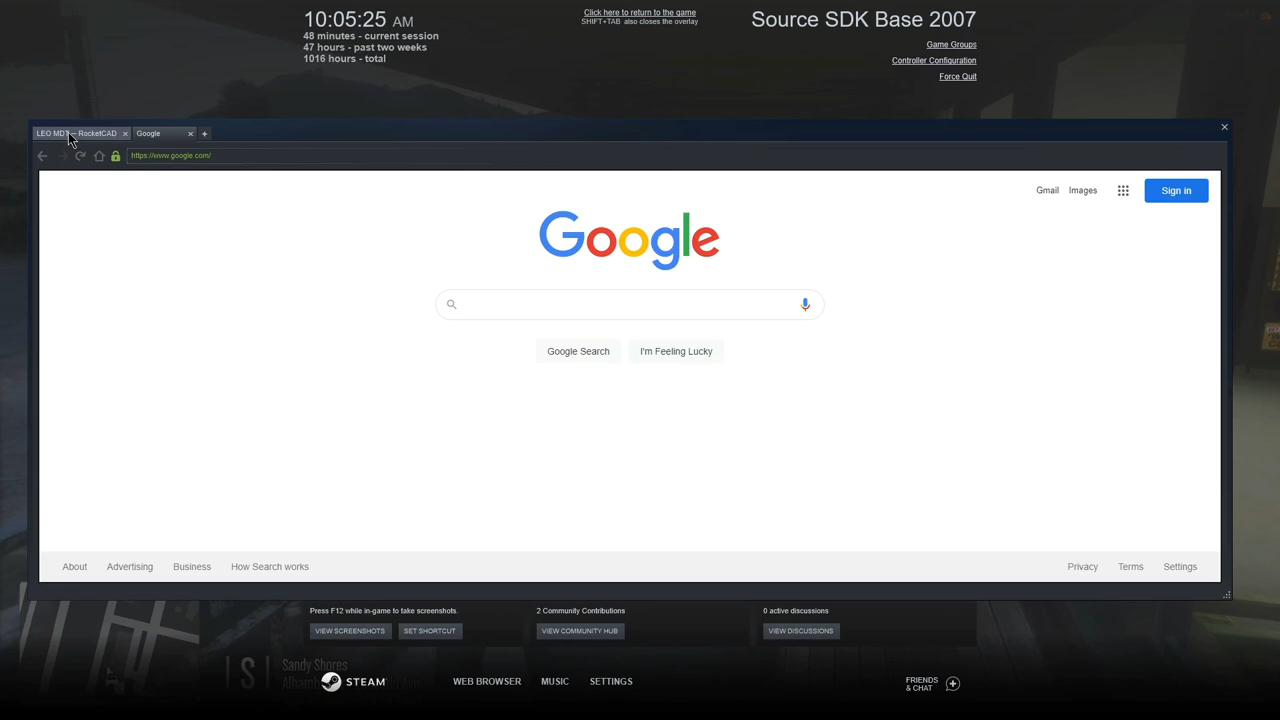 10:05:25 AM
48 minutes - current session
47 hours - past two weeks
1016 hours - total
Click here to return to the game
SHIFT+TAB also closes the overlay
Source SDK Base 2007
Game Groups
Controller Configuration
Force Quit
LEO MDT – RocketCAD
Google
https://www.google.com/
Gmail
Images
Sign in
Google
Google Search
I'm Feeling Lucky
About
Advertising
Business
How Search works
Privacy
Terms
Settings
Press F12 while in-game to take screenshots.
2 Community Contributions
0 active discussions
VIEW SCREENSHOTS
SET SHORTCUT
VIEW COMMUNITY HUB
VIEW DISCUSSIONS
S
Sandy Shores
STEAM
WEB BROWSER
MUSIC
SETTINGS
FRIENDS
& CHAT